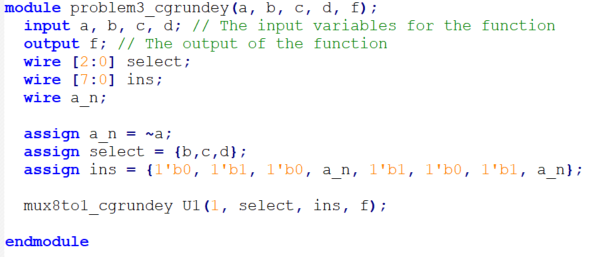 module problem3_cgrundey(a, b, c, d, f);
input a, b, c, d; // The input variables for the function
output f; // The output of the function
wire [2:0] select;
wire [7:0] ins;
wire a_n;
assign a_n = ~a;
assign select = {b,c,d};
assign ins = {1'b0, 1'b1, 1'b0, a_n, 1'b1, 1'b0, 1'b1, a_n};
mux8to1_cgrundey U1(1, select, ins, f);
endmodule